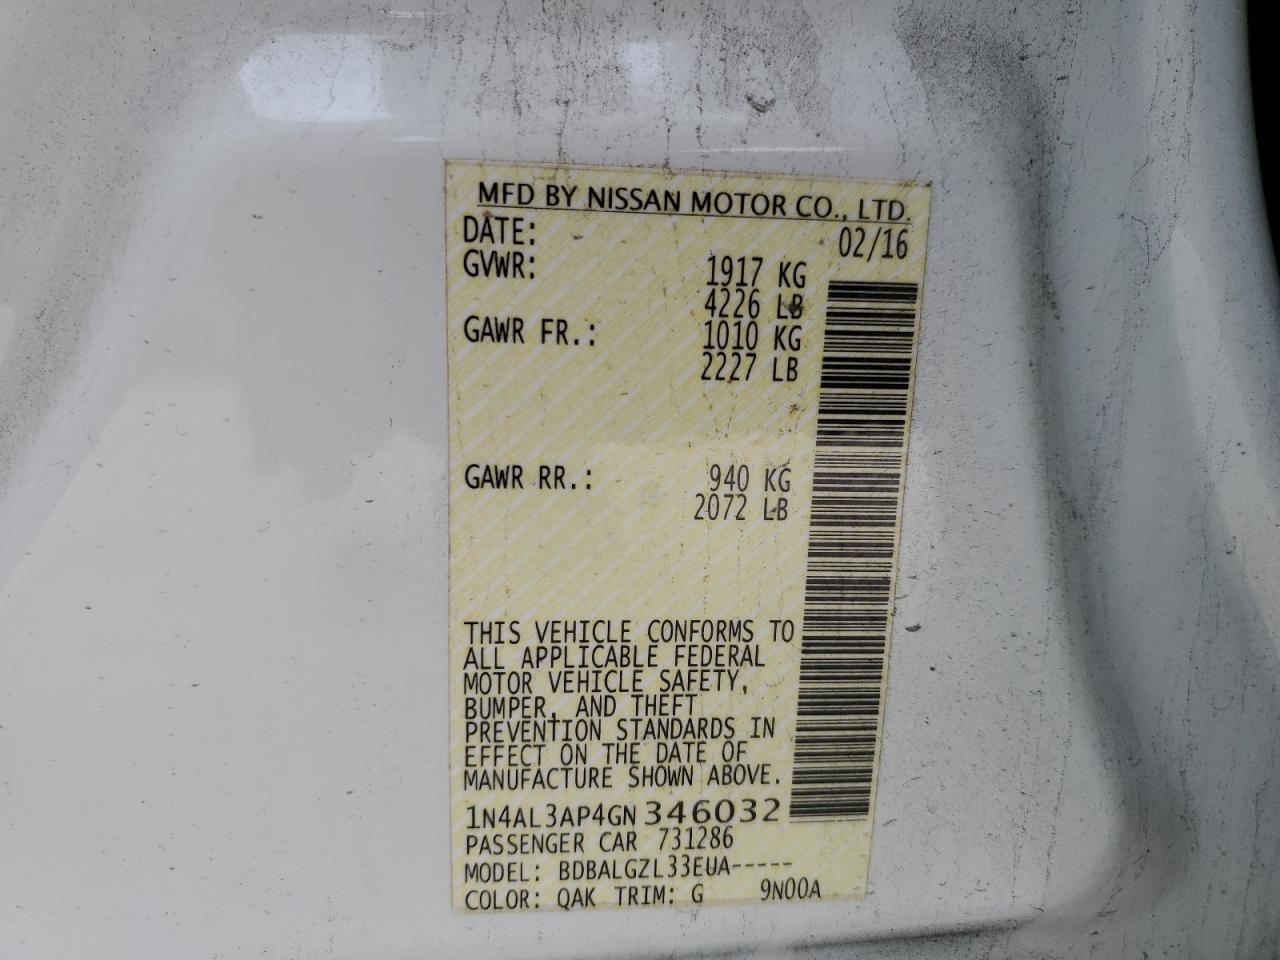 MFD BY NISSAN MOTOR CO., LTD.
DATE: 02/16
GVWR: 1917 KG
4226 LB
GAWR FR.: 1010 KG
2227 LB
GAWR RR.: 940 KG
2072 LB
THIS VEHICLE CONFORMS TO
ALL APPLICABLE FEDERAL
MOTOR VEHICLE SAFETY,
BUMPER, AND THEFT
PREVENTION STANDARDS IN
EFFECT ON THE DATE OF
MANUFACTURE SHOWN ABOVE.
1N4AL3AP4GN346032
PASSENGER CAR 731286
MODEL: BDBALGZL33EUA-----
COLOR: QAK TRIM: G 9N00A